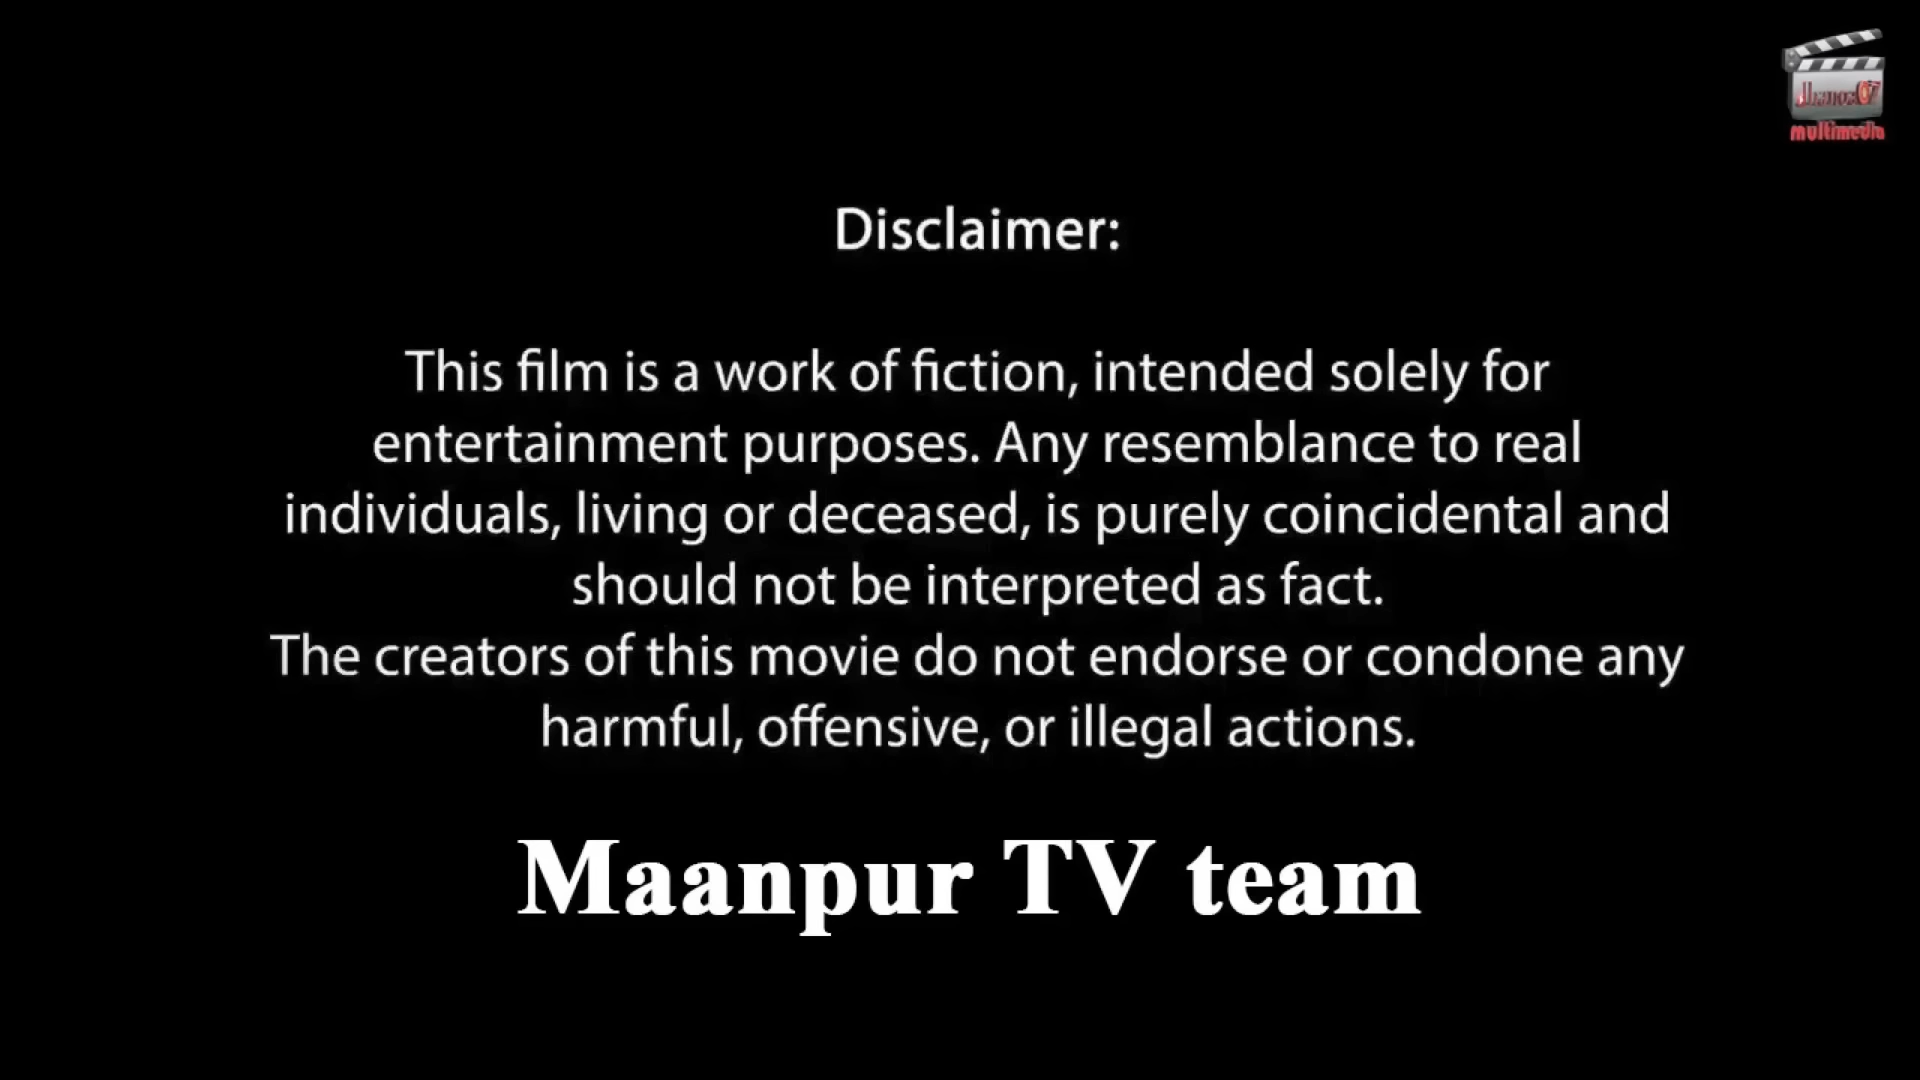 multimedia
Disclaimer:
This film is a work of fiction, intended solely for
entertainment purposes. Any resemblance to real
individuals, living or deceased, is purely coincidental and
should not be interpreted as fact.
The creators of this movie do not endorse or condone any
harmful, offensive, or illegal actions.
Maanpur TV team